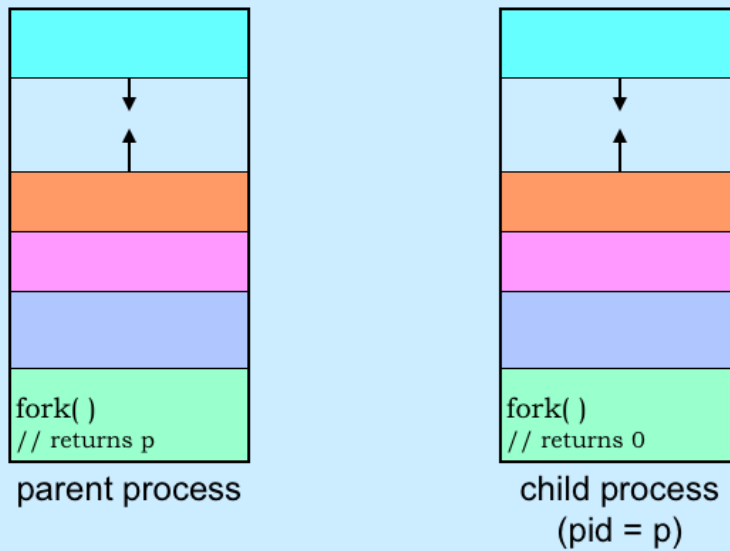 fork( )
// returns p
parent process
fork( )
// returns 0
child process
(pid = p)